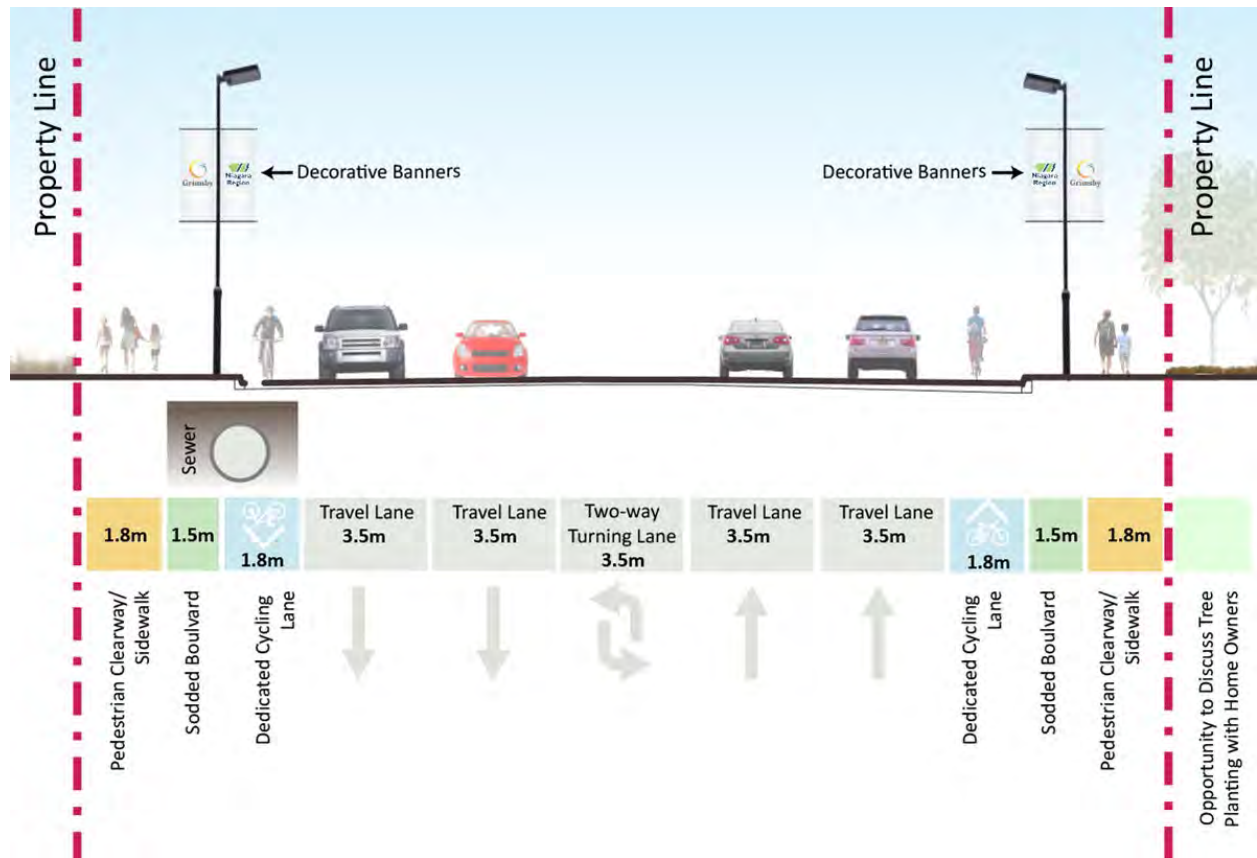 Property Line
Property Line
Grimsby
Niagara
Region
Decorative Banners
Decorative Banners
Niagara
Region
Grimsby
Sewer
1.8m
1.5m
1.8m
Travel Lane
3.5m
Travel Lane
3.5m
Two-way
Turning Lane
3.5m
Travel Lane
3.5m
Travel Lane
3.5m
1.8m
1.5m
1.8m
Pedestrian Clearway/
Sidewalk
Sodded Boulvard
Dedicated Cycling
Lane
Dedicated Cycling
Lane
Sodded Boulvard
Pedestrian Clearway/
Sidewalk
Opportunity to Discuss Tree
Planting with Home Owners